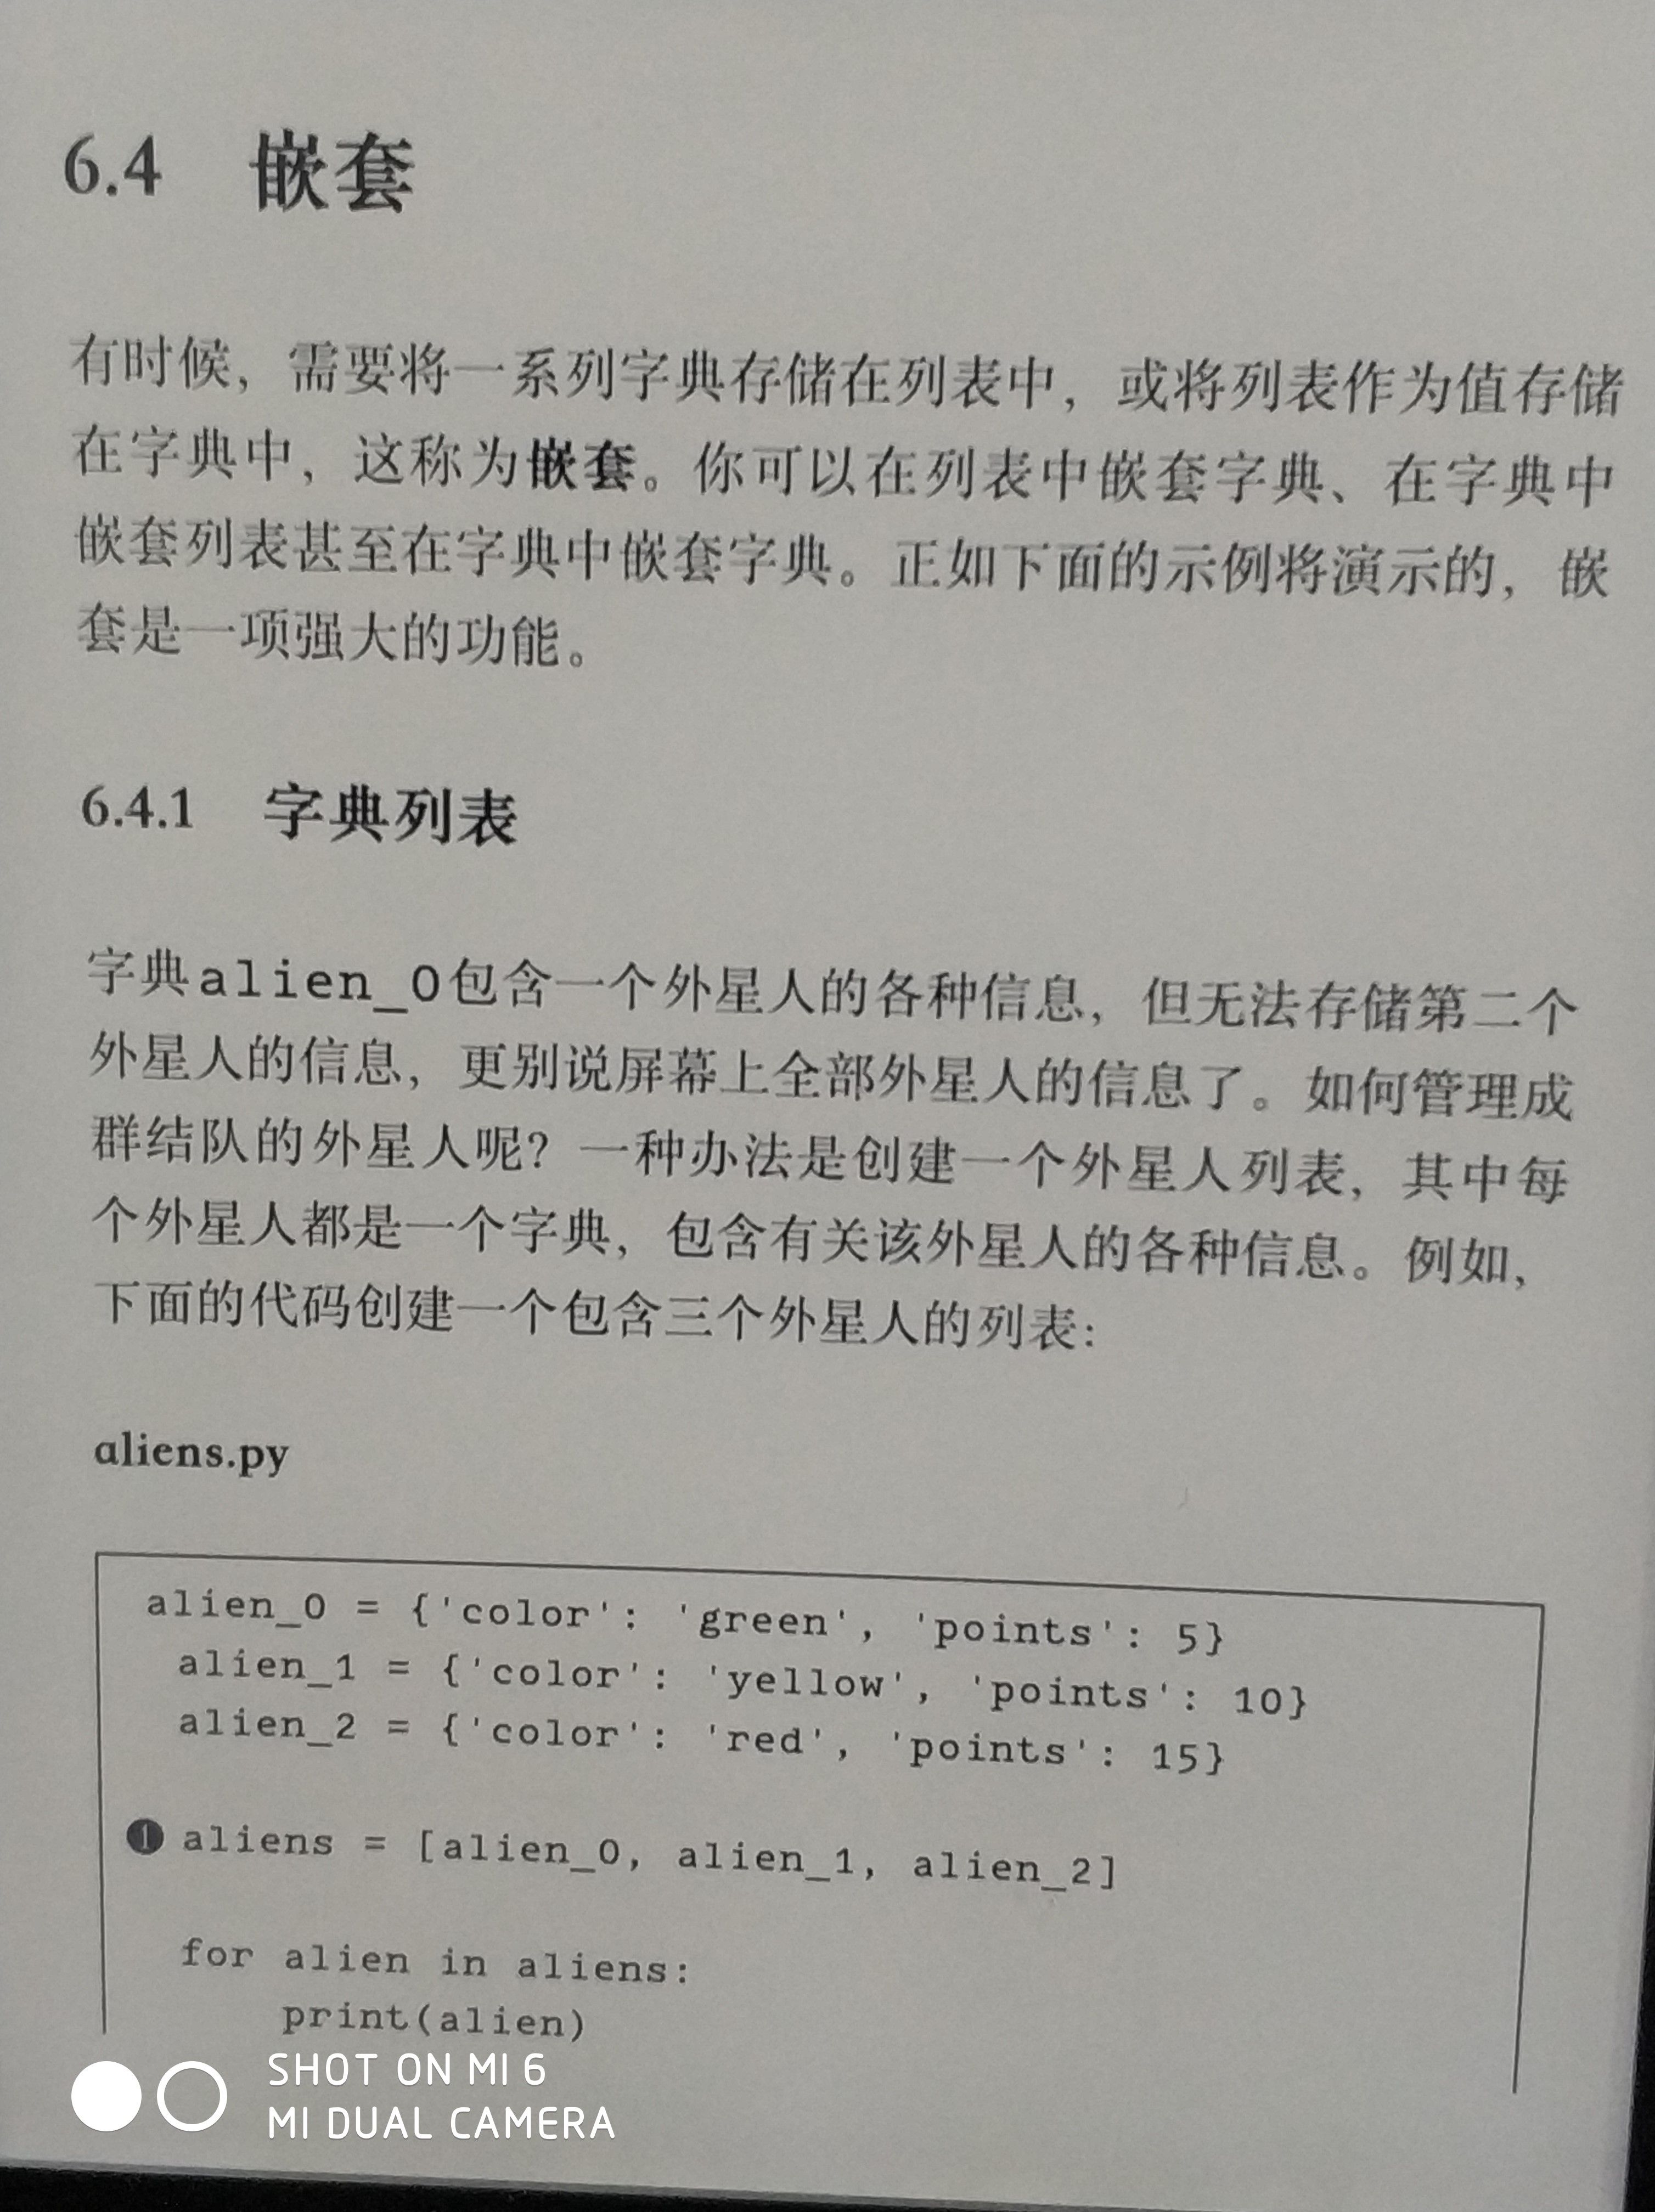 6.4 嵌套
有时候，需要将一系列字典存储在列表中，或将列表作为值存储
在字典中，这称为嵌套。你可以在列表中嵌套字典、在字典中
嵌套列表甚至在字典中嵌套字典。正如下面的示例将演示的，嵌
套是一项强大的功能。
6.4.1 字典列表
字典alien_0包含一个外星人的各种信息，但无法存储第二个
外星人的信息，更别说屏幕上全部外星人的信息了。如何管理成
群结队的外星人呢？一种办法是创建一个外星人列表，其中每
个外星人都是一个字典，包含有关该外星人的各种信息。例如，
下面的代码创建一个包含三个外星人的列表：
aliens.py
alien_0 = {'color': 'green', 'points': 5}
alien_1 = {'color': 'yellow', 'points': 10}
alien_2 = {'color': 'red', 'points': 15}
❶ aliens = [alien_0, alien_1, alien_2]
for alien in aliens:
    print(alien)
SHOT ON MI 6
MI DUAL CAMERA